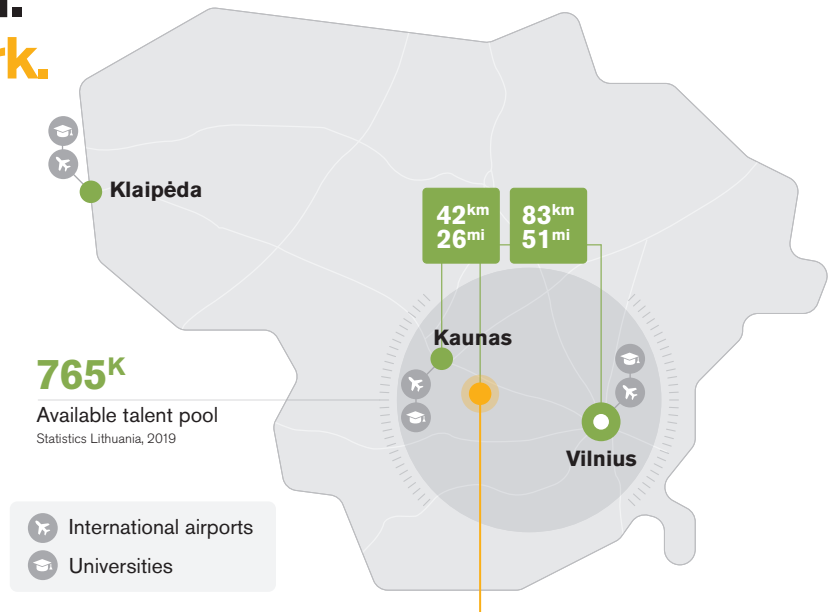 Klaipėda
42km 83km
26mi 51mi
Kaunas
765K
Available talent pool
Statistics Lithuania, 2019
Vilnius
International airports
Universities